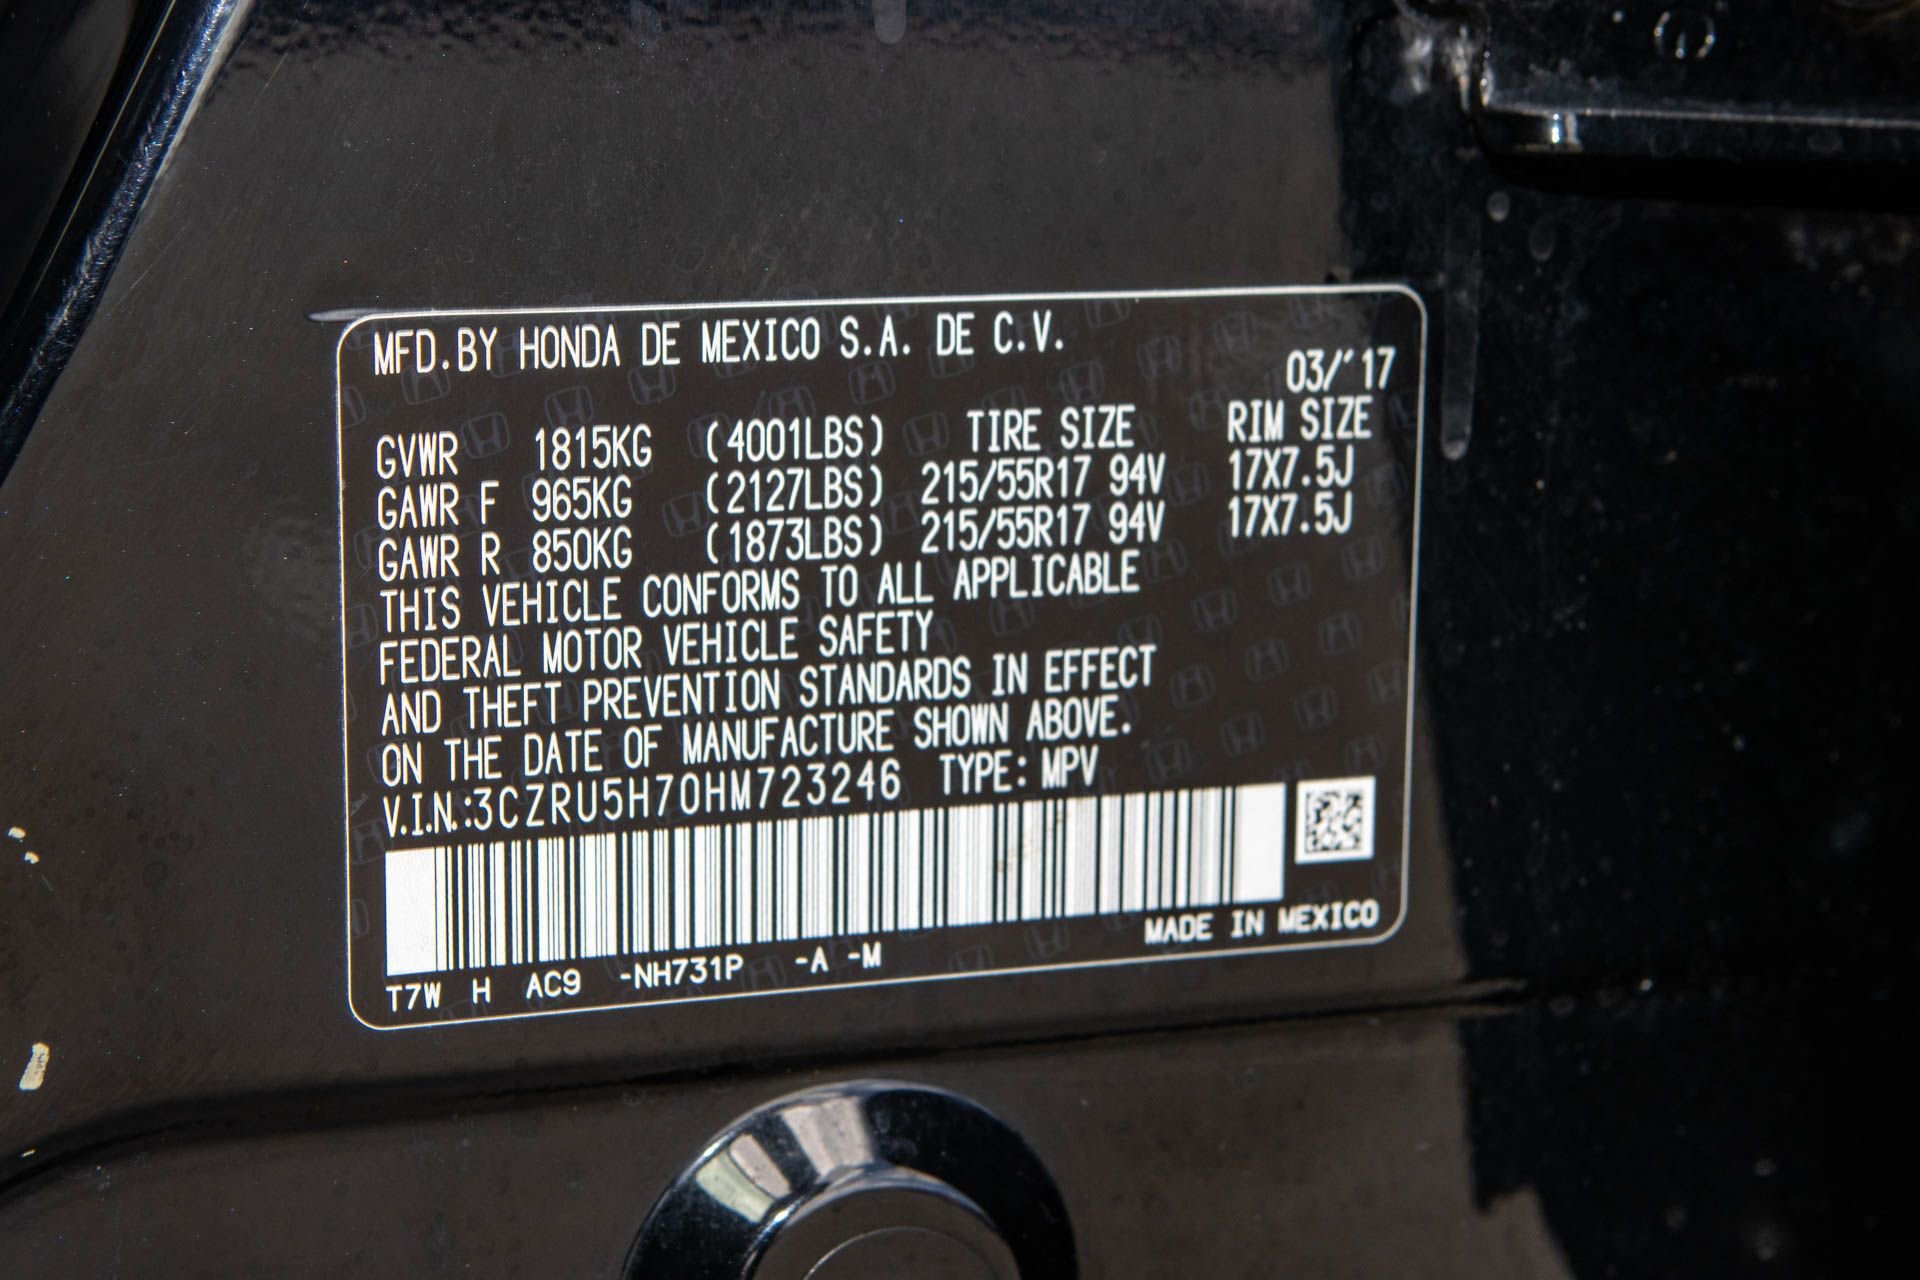 MFD.BY HONDA DE MEXICO S.A. DE C.V.
03/'17
GVWR 1815KG (4001LBS) TIRE SIZE RIM SIZE
GAWR F 965KG (2127LBS) 215/55R17 94V 17X7.5J
GAWR R 850KG (1873LBS) 215/55R17 94V 17X7.5J
THIS VEHICLE CONFORMS TO ALL APPLICABLE
FEDERAL MOTOR VEHICLE SAFETY
AND THEFT PREVENTION STANDARDS IN EFFECT
ON THE DATE OF MANUFACTURE SHOWN ABOVE.
V.I.N.:3CZRU5H70HM723246 TYPE:MPV
MADE IN MEXICO
T7W H AC9 -NH731P -A -M